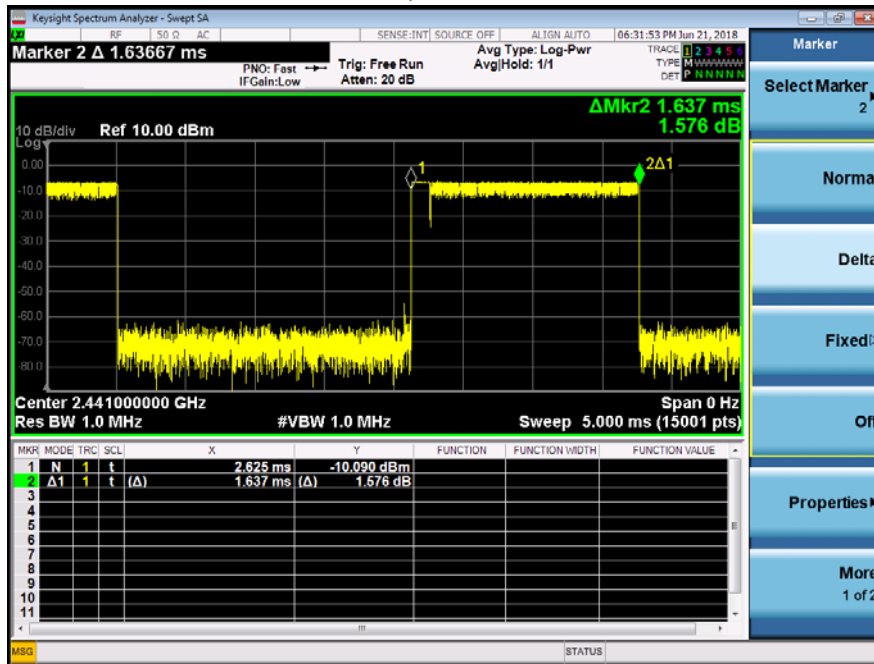 Keysight Spectrum Analyzer - Swept SA
LXI RF 50 Ω AC SENSE:INT SOURCE OFF ALIGN AUTO 06:31:53 PM Jun 21, 2018
Marker 2 Δ 1.63667 ms
PNO: Fast
IFGain:Low
Trig: Free Run
Atten: 20 dB
Avg Type: Log-Pwr
Avg|Hold: 1/1
TRACE 1 2 3 4 5 6
TYPE M WWWWW
DET P N N N N N
ΔMkr2 1.637 ms
1.576 dB
10 dB/div Ref 10.00 dBm
Log
0.00
-10.0
-20.0
-30.0
-40.0
-50.0
-60.0
-70.0
-80.0
1
2Δ1
Center 2.441000000 GHz Span 0 Hz
Res BW 1.0 MHz #VBW 1.0 MHz Sweep 5.000 ms (15001 pts)
MKR MODE TRC SCL X Y FUNCTION FUNCTION WIDTH FUNCTION VALUE
1 N 1 t 2.625 ms -10.090 dBm
2 Δ1 1 t (Δ) 1.637 ms (Δ) 1.576 dB
3
4
5
6
7
8
9
10
11
MSG STATUS
Marker
Select Marker
2
Norma
Delta
Fixed
Of
Properties
More
1 of 2